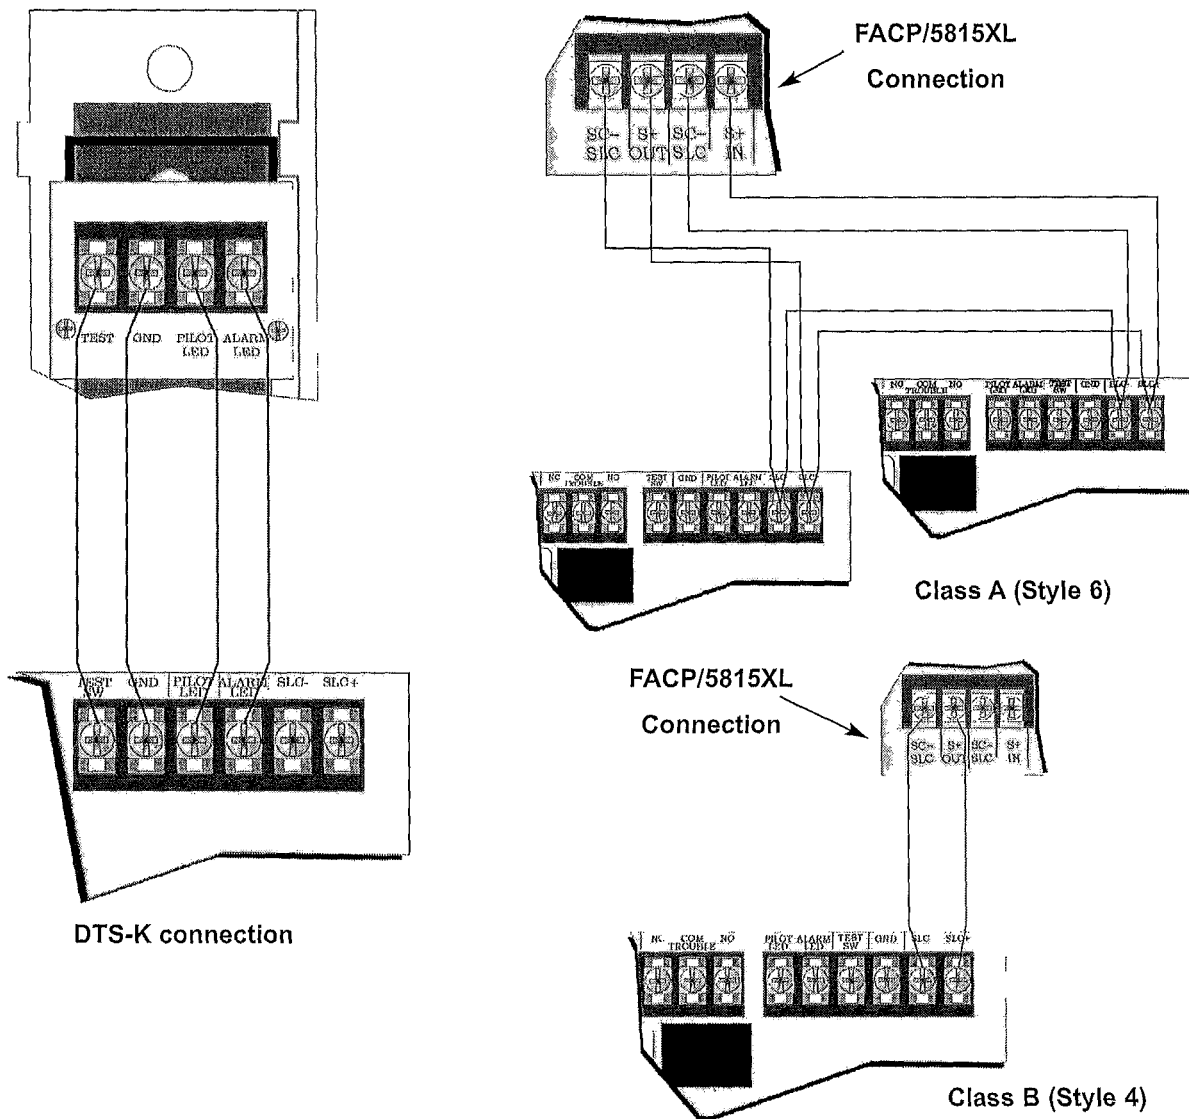 FACP/5815XL
Connection
SC- S+ SC- S+
SLC OUT SLC IN
TEST GND PILOT ALARM
LED LED
NC COM NO PILOT ALARM TEST GND SLC- SLC+
TROUBLE LED LED SW
NC COM NO TEST GND PILOT ALARM SLC SLC+
TROUBLE SW LED LED
Class A (Style 6)
TEST GND PILOT ALARM SLC- SLC+
SW LED LED
DTS-K connection
FACP/5815XL
Connection
SC- S+ SC- S+
SLC OUT SLC IN
NC COM NO PILOT ALARM TEST GND SLC SLC+
TROUBLE LED LED SW
Class B (Style 4)